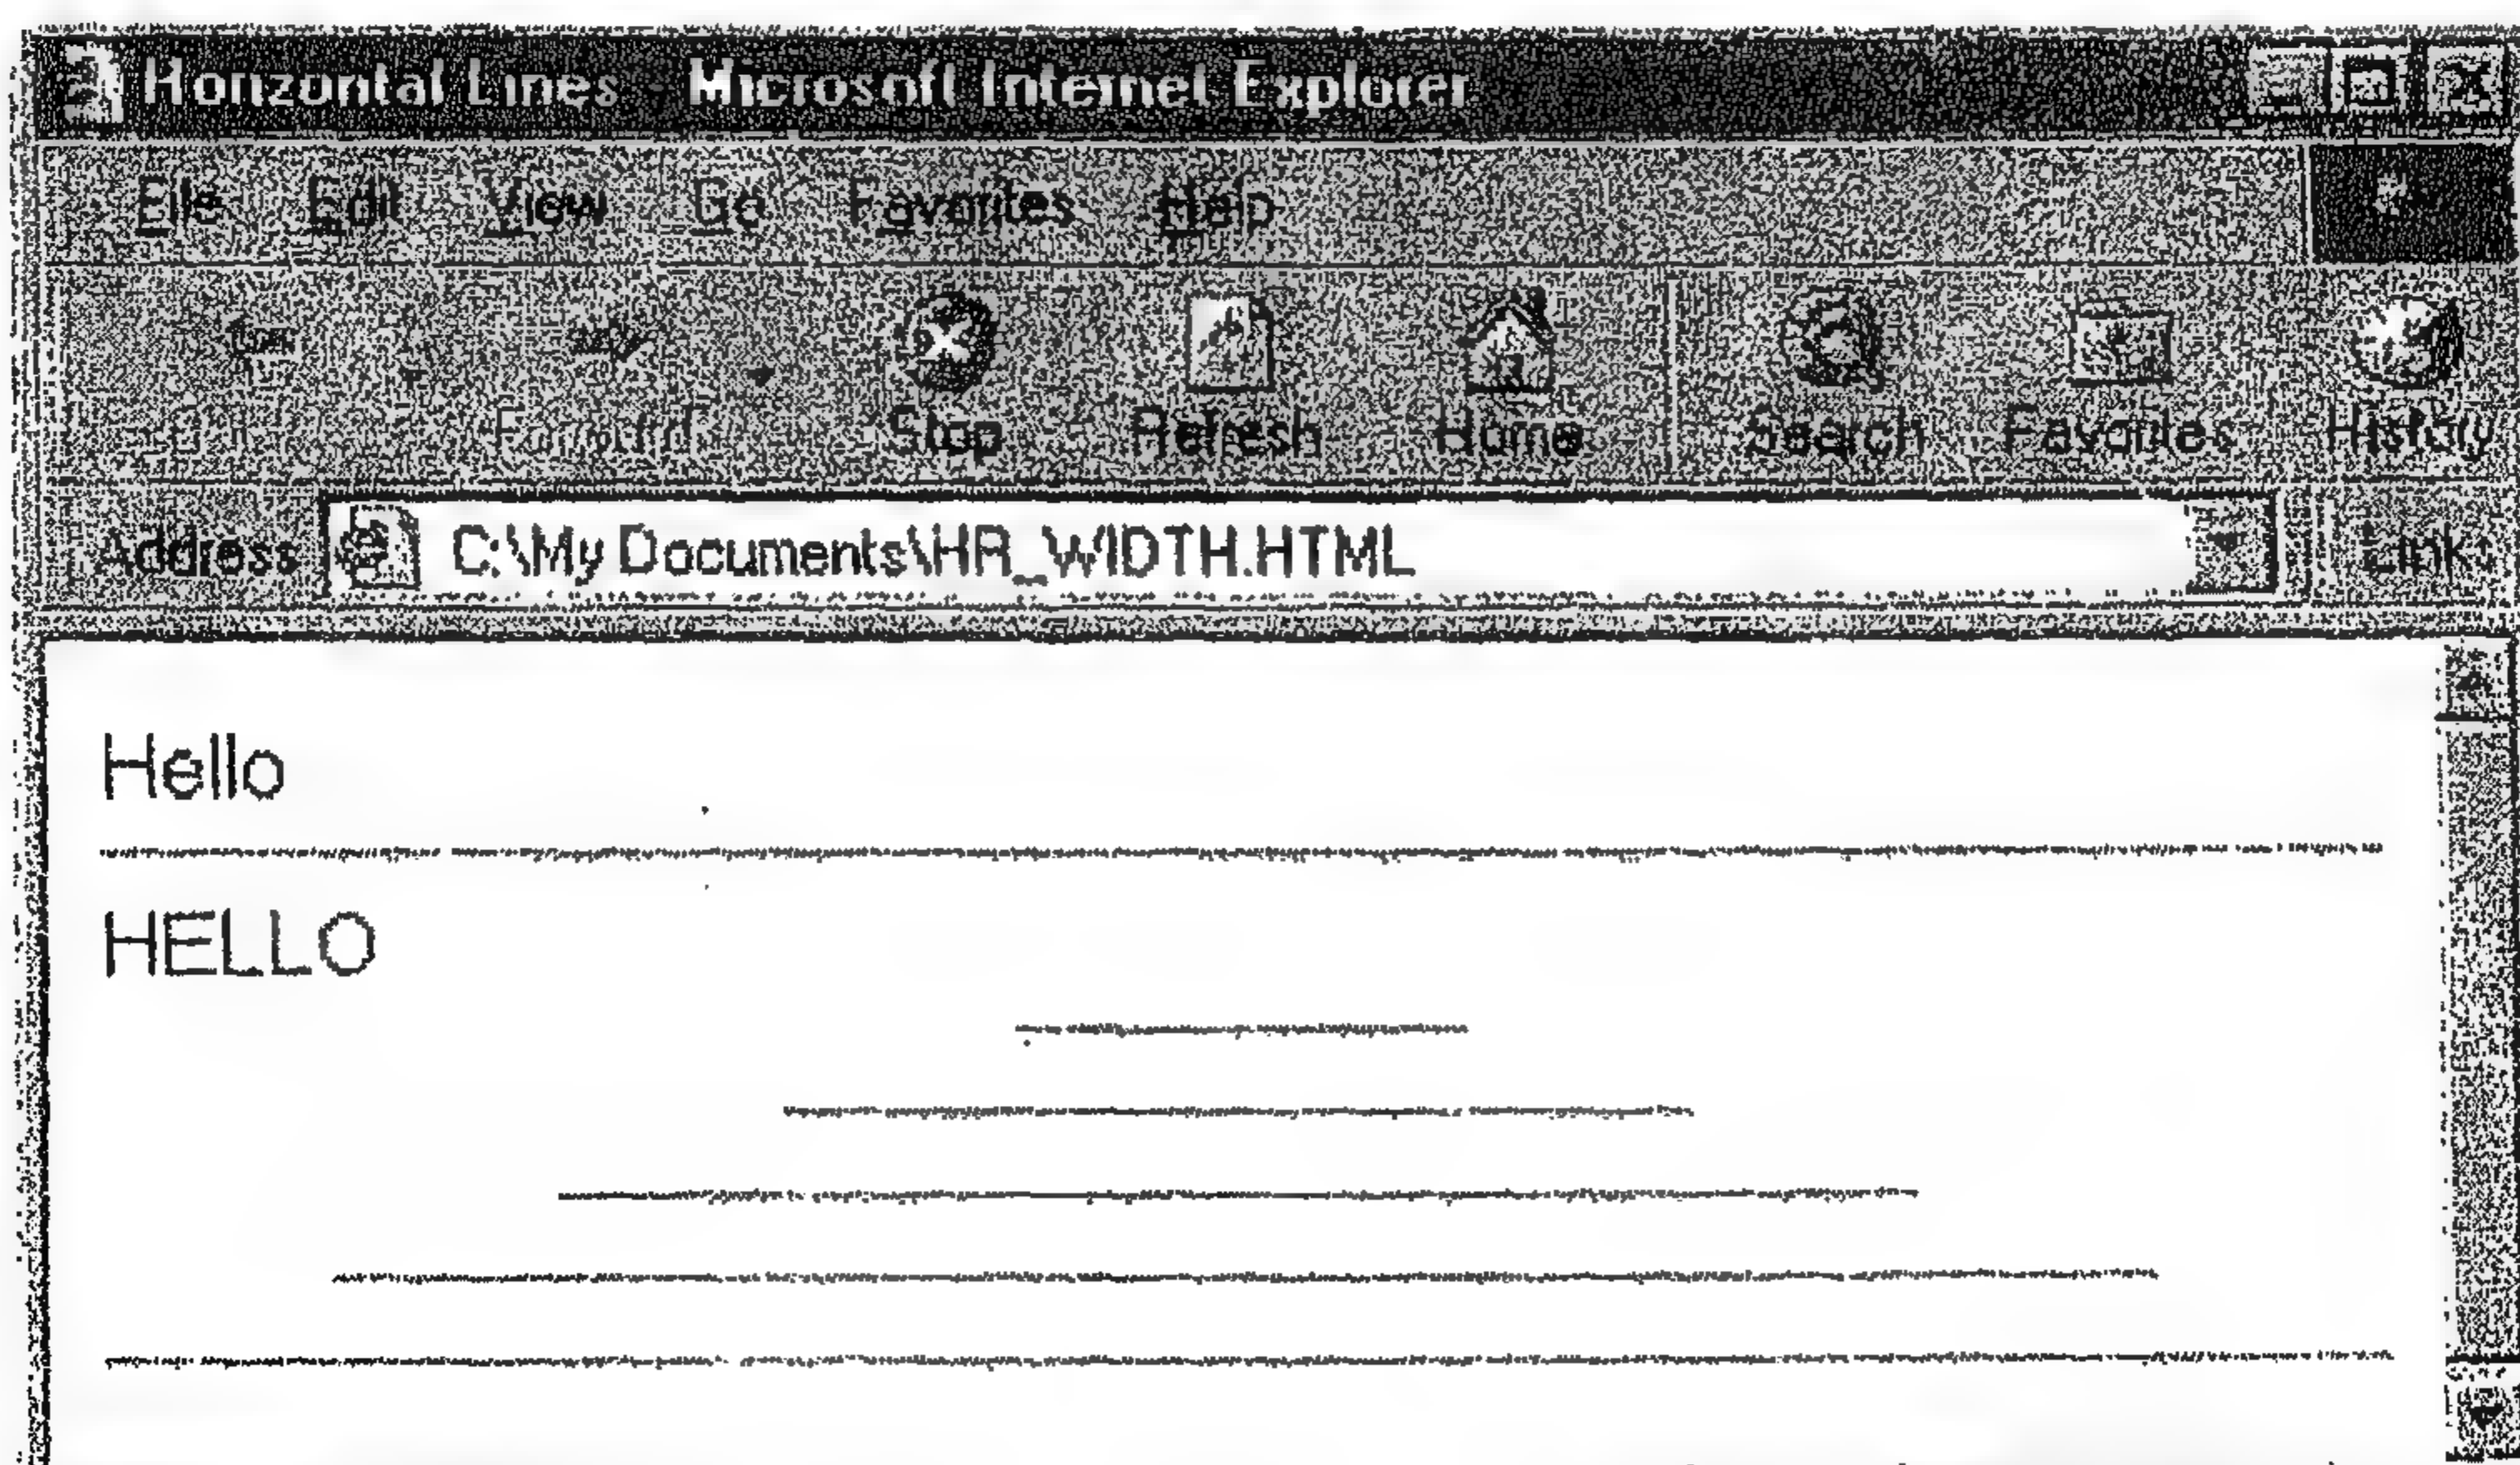 Horizontal Lines - Microsoft Internet Explorer
File Edit View Go Favorites Help
Forward Stop Refresh Home Search Favorites History
Address C:\My Documents\HR_WIDTH.HTML Links
Hello
HELLO